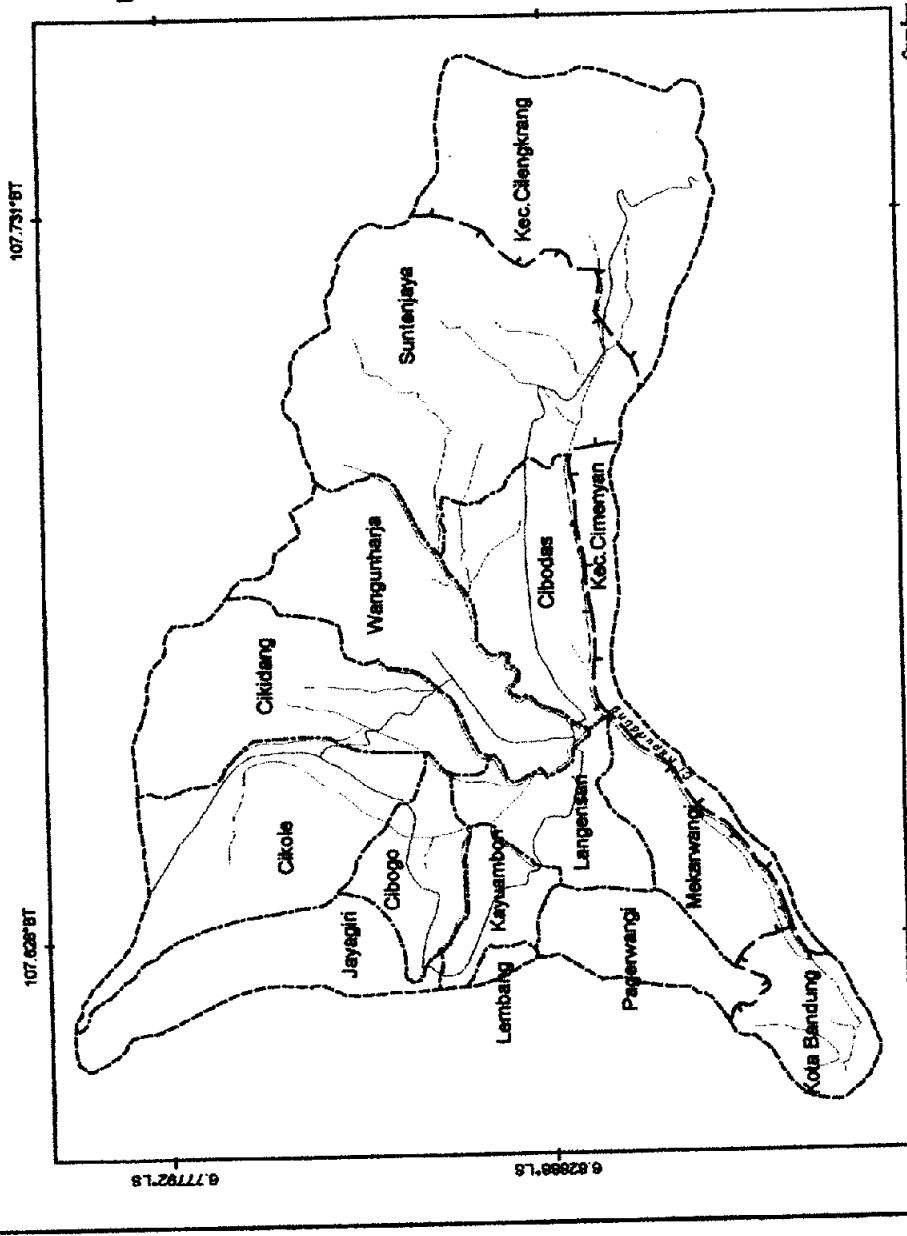 107.628°BT
107.731°BT
6.77792°LS
6.82888°LS
Cikole
Cikidang
Wangunharja
Suntenjaya
Kec.Cilengkrang
Jayagiri
Cibogo
Kayuambon
Lembang
Langensari
Cibodas
Kec.Cimenyan
Pagerwangi
Mekarwangi
Kota Bandung